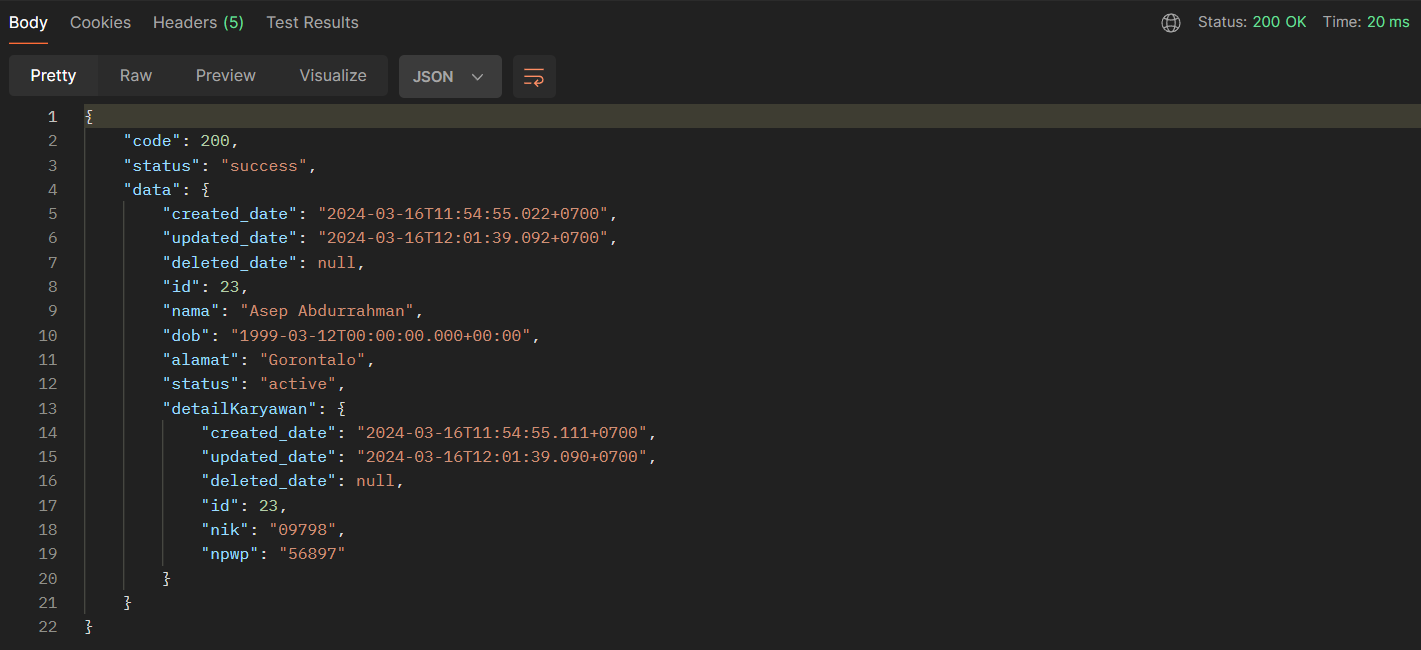 Body Cookies Headers (5) Test Results Status: 200 OK Time: 20 ms
Pretty Raw Preview Visualize JSON
1 {
2     "code": 200,
3     "status": "success",
4     "data": {
5         "created_date": "2024-03-16T11:54:55.022+0700",
6         "updated_date": "2024-03-16T12:01:39.092+0700",
7         "deleted_date": null,
8         "id": 23,
9         "nama": "Asep Abdurrahman",
10         "dob": "1999-03-12T00:00:00.000+00:00",
11         "alamat": "Gorontalo",
12         "status": "active",
13         "detailKaryawan": {
14             "created_date": "2024-03-16T11:54:55.111+0700",
15             "updated_date": "2024-03-16T12:01:39.090+0700",
16             "deleted_date": null,
17             "id": 23,
18             "nik": "09798",
19             "npwp": "56897"
20         }
21     }
22 }